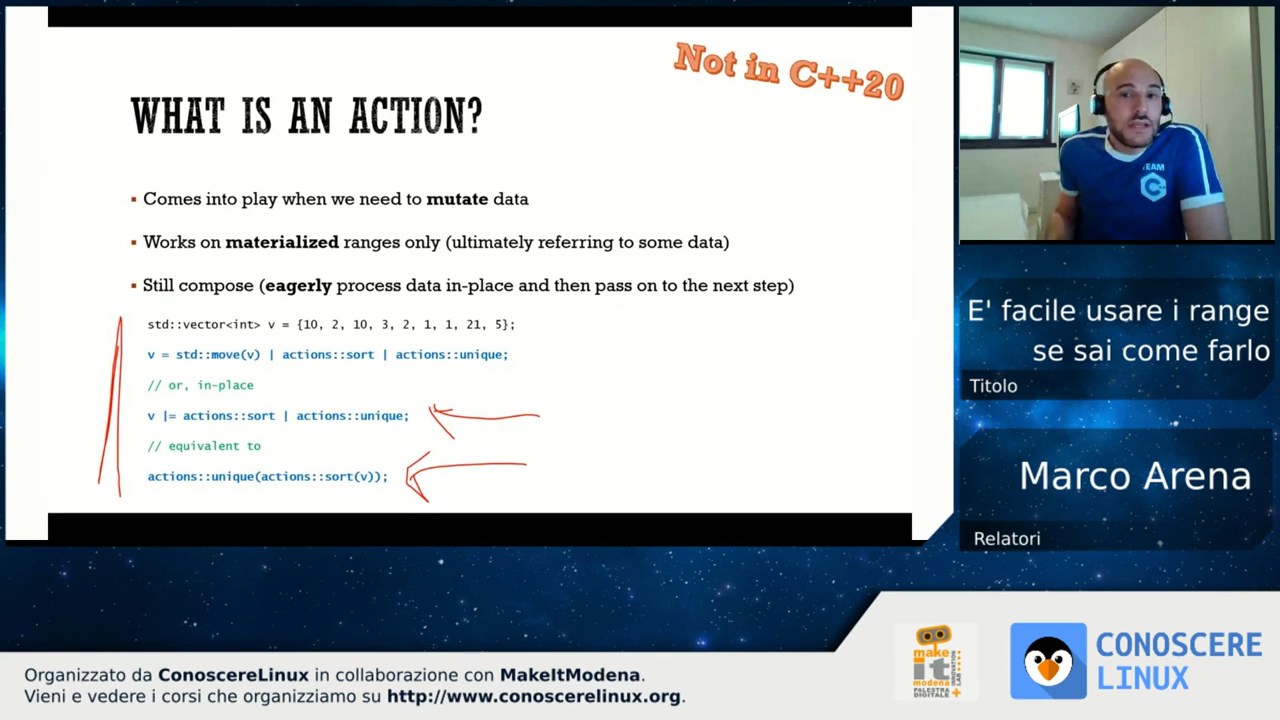 Not in C++20
WHAT IS AN ACTION?
▪ Comes into play when we need to mutate data
▪ Works on materialized ranges only (ultimately referring to some data)
▪ Still compose (eagerly process data in-place and then pass on to the next step)
std::vector<int> v = {10, 2, 10, 3, 2, 1, 1, 21, 5};
v = std::move(v) | actions::sort | actions::unique;
// or, in-place
v |= actions::sort | actions::unique;
// equivalent to
actions::unique(actions::sort(v));
TEAM
E' facile usare i range
se sai come farlo
Titolo
Marco Arena
Relatori
make
it
modena
PALESTRA
DIGITALE
INNOVATION
LAB
CONOSCERE
LINUX
Organizzato da ConoscereLinux in collaborazione con MakeItModena.
Vieni e vedere i corsi che organizziamo su http://www.conoscerelinux.org.